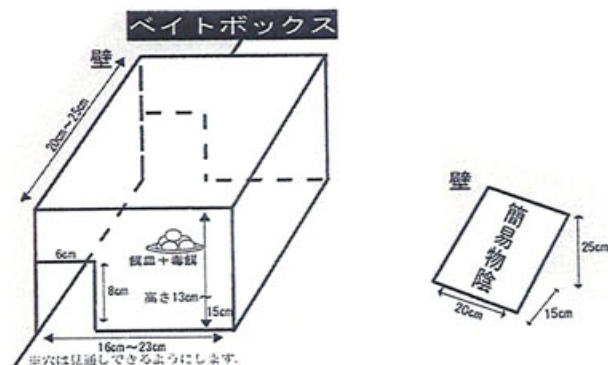 ベイトボックス
壁
20cm~25cm
6cm
餌皿+毒餌
8cm
高さ13cm~
15cm
16cm~23cm
※穴は見通しできるようにします.
壁
簡易物陰
25cm
20cm
15cm